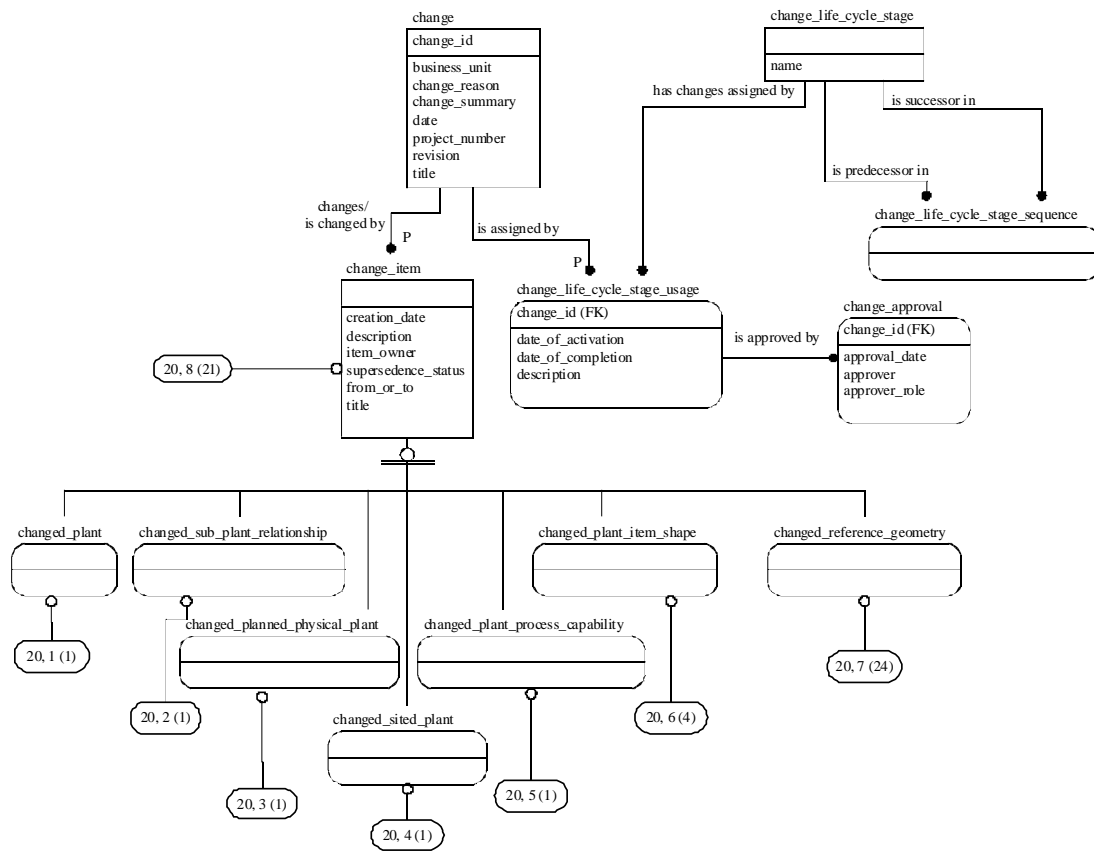 change
change_id
business_unit
change_reason
change_summary
date
project_number
revision
title
change_life_cycle_stage
name
has changes assigned by
is successor in
is predecessor in
change_life_cycle_stage_sequence
changes/
is changed by
P
is assigned by
P
change_item
creation_date
description
item_owner
supersedence_status
from_or_to
title
20, 8 (21)
change_life_cycle_stage_usage
change_id (FK)
date_of_activation
date_of_completion
description
is approved by
change_approval
change_id (FK)
approval_date
approver
approver_role
changed_plant
changed_sub_plant_relationship
changed_plant_item_shape
changed_reference_geometry
changed_planned_physical_plant
changed_plant_process_capability
changed_sited_plant
20, 1 (1)
20, 2 (1)
20, 3 (1)
20, 4 (1)
20, 5 (1)
20, 6 (4)
20, 7 (24)